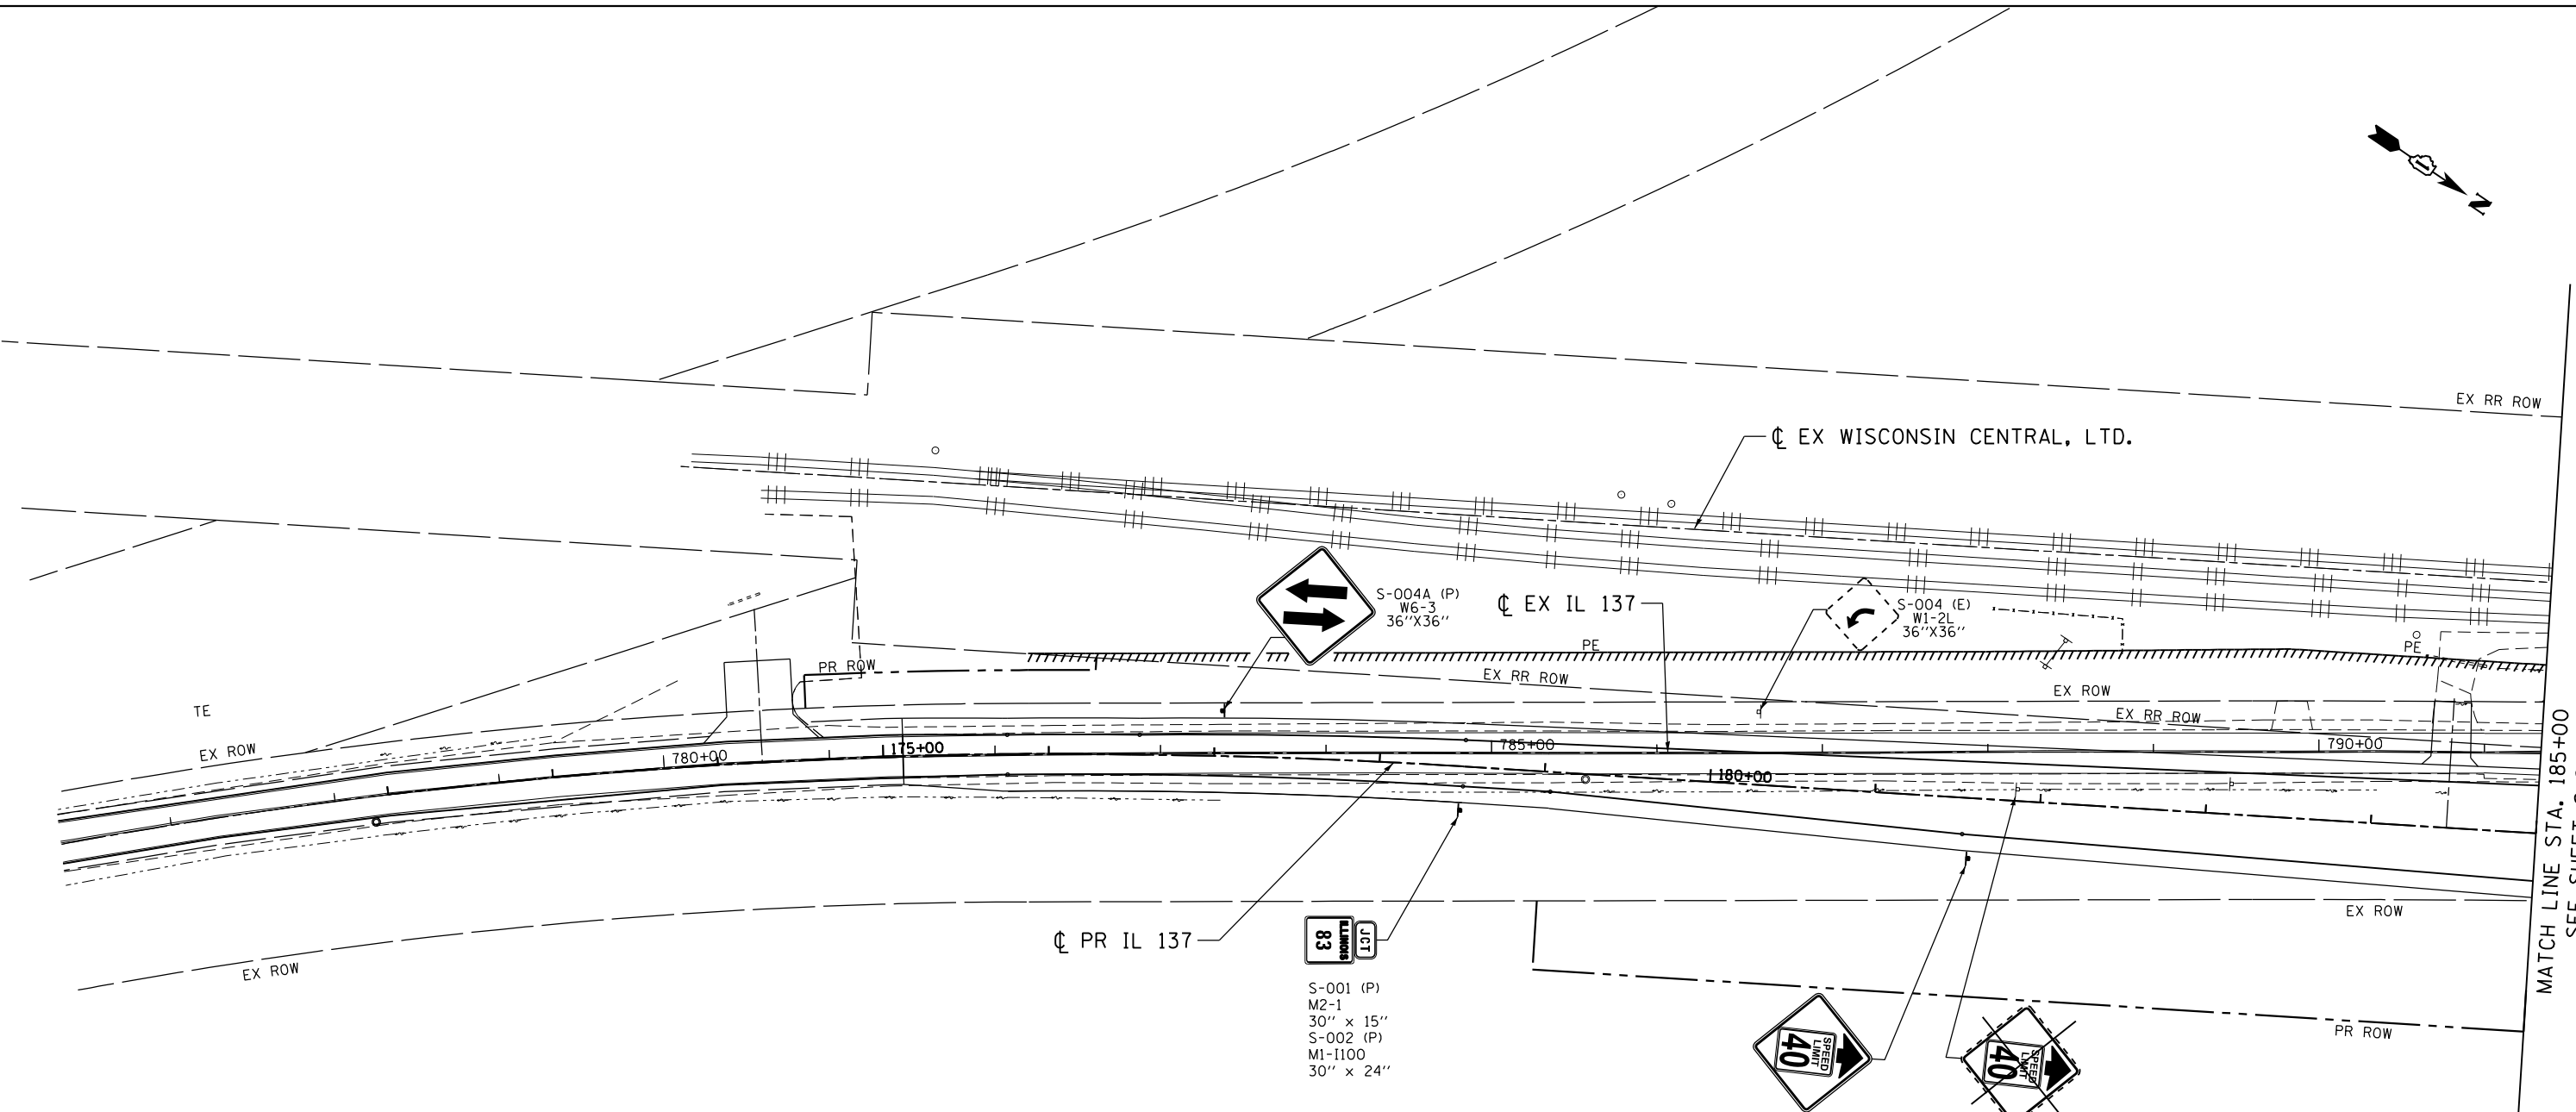 N
EX RR ROW
℄ EX WISCONSIN CENTRAL, LTD.
S-004A (P)
W6-3
36''X36''
℄ EX IL 137
S-004 (E)
W1-2L
36''X36''
PE
PE
PR ROW
EX RR ROW
EX ROW
EX RR ROW
TE
EX ROW
780+00
175+00
785+00
180+00
790+00
MATCH LINE STA. 185+00
EX ROW
EX ROW
℄ PR IL 137
JCT
ILLINOIS
83
S-001 (P)
M2-1
30'' x 15''
S-002 (P)
M1-I100
30'' x 24''
SPEED
LIMIT
40
SPEED
LIMIT
40
PR ROW